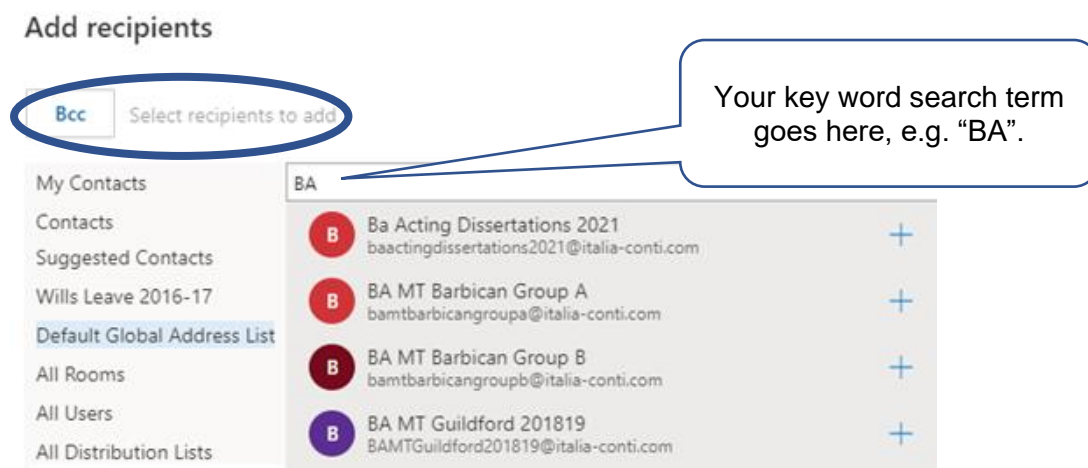 Add recipients
Your key word search term
goes here, e.g. “BA”.
Bcc Select recipients to add
My Contacts
BA
Contacts
Suggested Contacts
Wills Leave 2016-17
Default Global Address List
All Rooms
All Users
All Distribution Lists
B Ba Acting Dissertations 2021
baactingdissertations2021@italia-conti.com
B BA MT Barbican Group A
bamtbarbicangroupa@italia-conti.com
B BA MT Barbican Group B
bamtbarbicangroupb@italia-conti.com
B BA MT Guildford 201819
BAMTGuildford201819@italia-conti.com